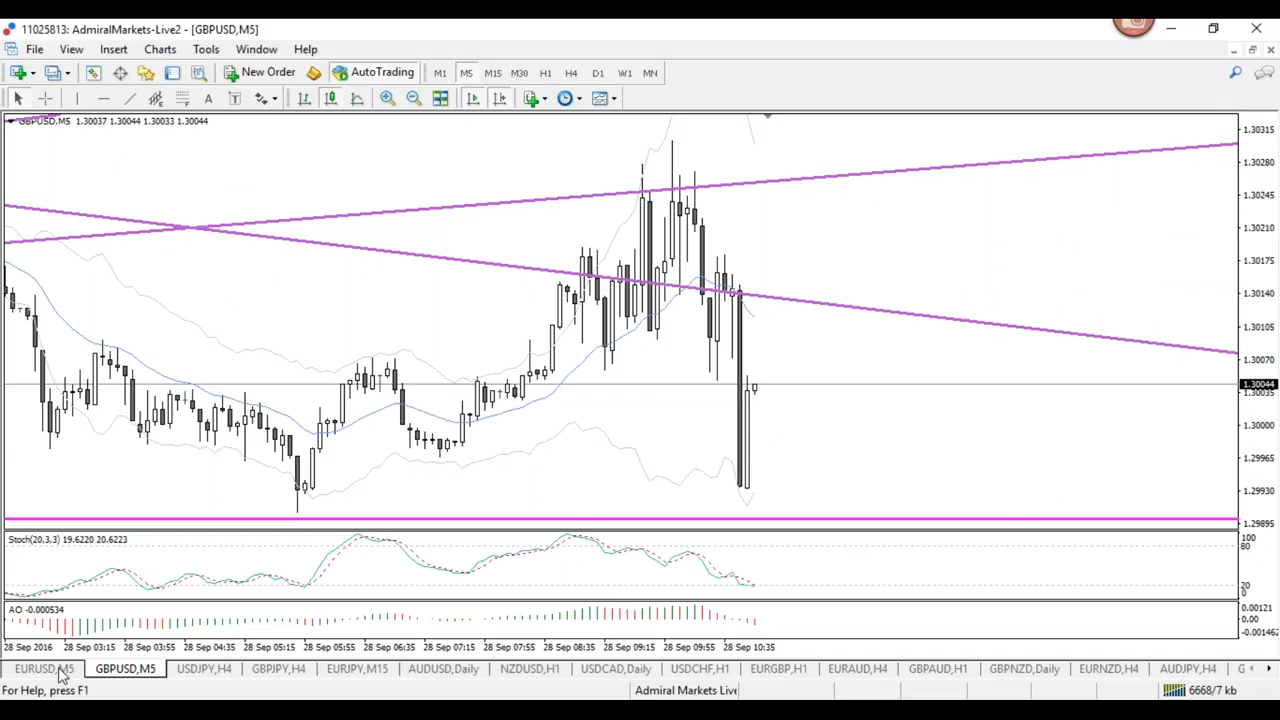 11025813: AdmiralMarkets-Live2 - [GBPUSD,M5]
File View Insert Charts Tools Window Help
New Order AutoTrading M1 M5 M15 M30 H1 H4 D1 W1 MN
A T
GBPUSD,M5 1.30037 1.30044 1.30033 1.30044
1.30315
1.30280
1.30245
1.30210
1.30175
1.30140
1.30105
1.30070
1.30044
1.30035
1.30000
1.29965
1.29930
1.29895
Stoch(20,3,3) 19.6220 20.6223
100
80
20
0
AO -0.000534
0.00121
0.00
-0.00146
28 Sep 2016 28 Sep 03:15 28 Sep 03:55 28 Sep 04:35 28 Sep 05:15 28 Sep 05:55 28 Sep 06:35 28 Sep 07:15 28 Sep 07:55 28 Sep 08:35 28 Sep 09:15 28 Sep 09:55 28 Sep 10:35
EURUSD,M5 GBPUSD,M5 USDJPY,H4 GBPJPY,H4 EURJPY,M15 AUDUSD,Daily NZDUSD,H1 USDCAD,Daily USDCHF,H1 EURGBP,H1 EURAUD,H4 GBPAUD,H1 GBPNZD,Daily EURNZD,H4 AUDJPY,H4 G
For Help, press F1 Admiral Markets Live 6668/7 kb